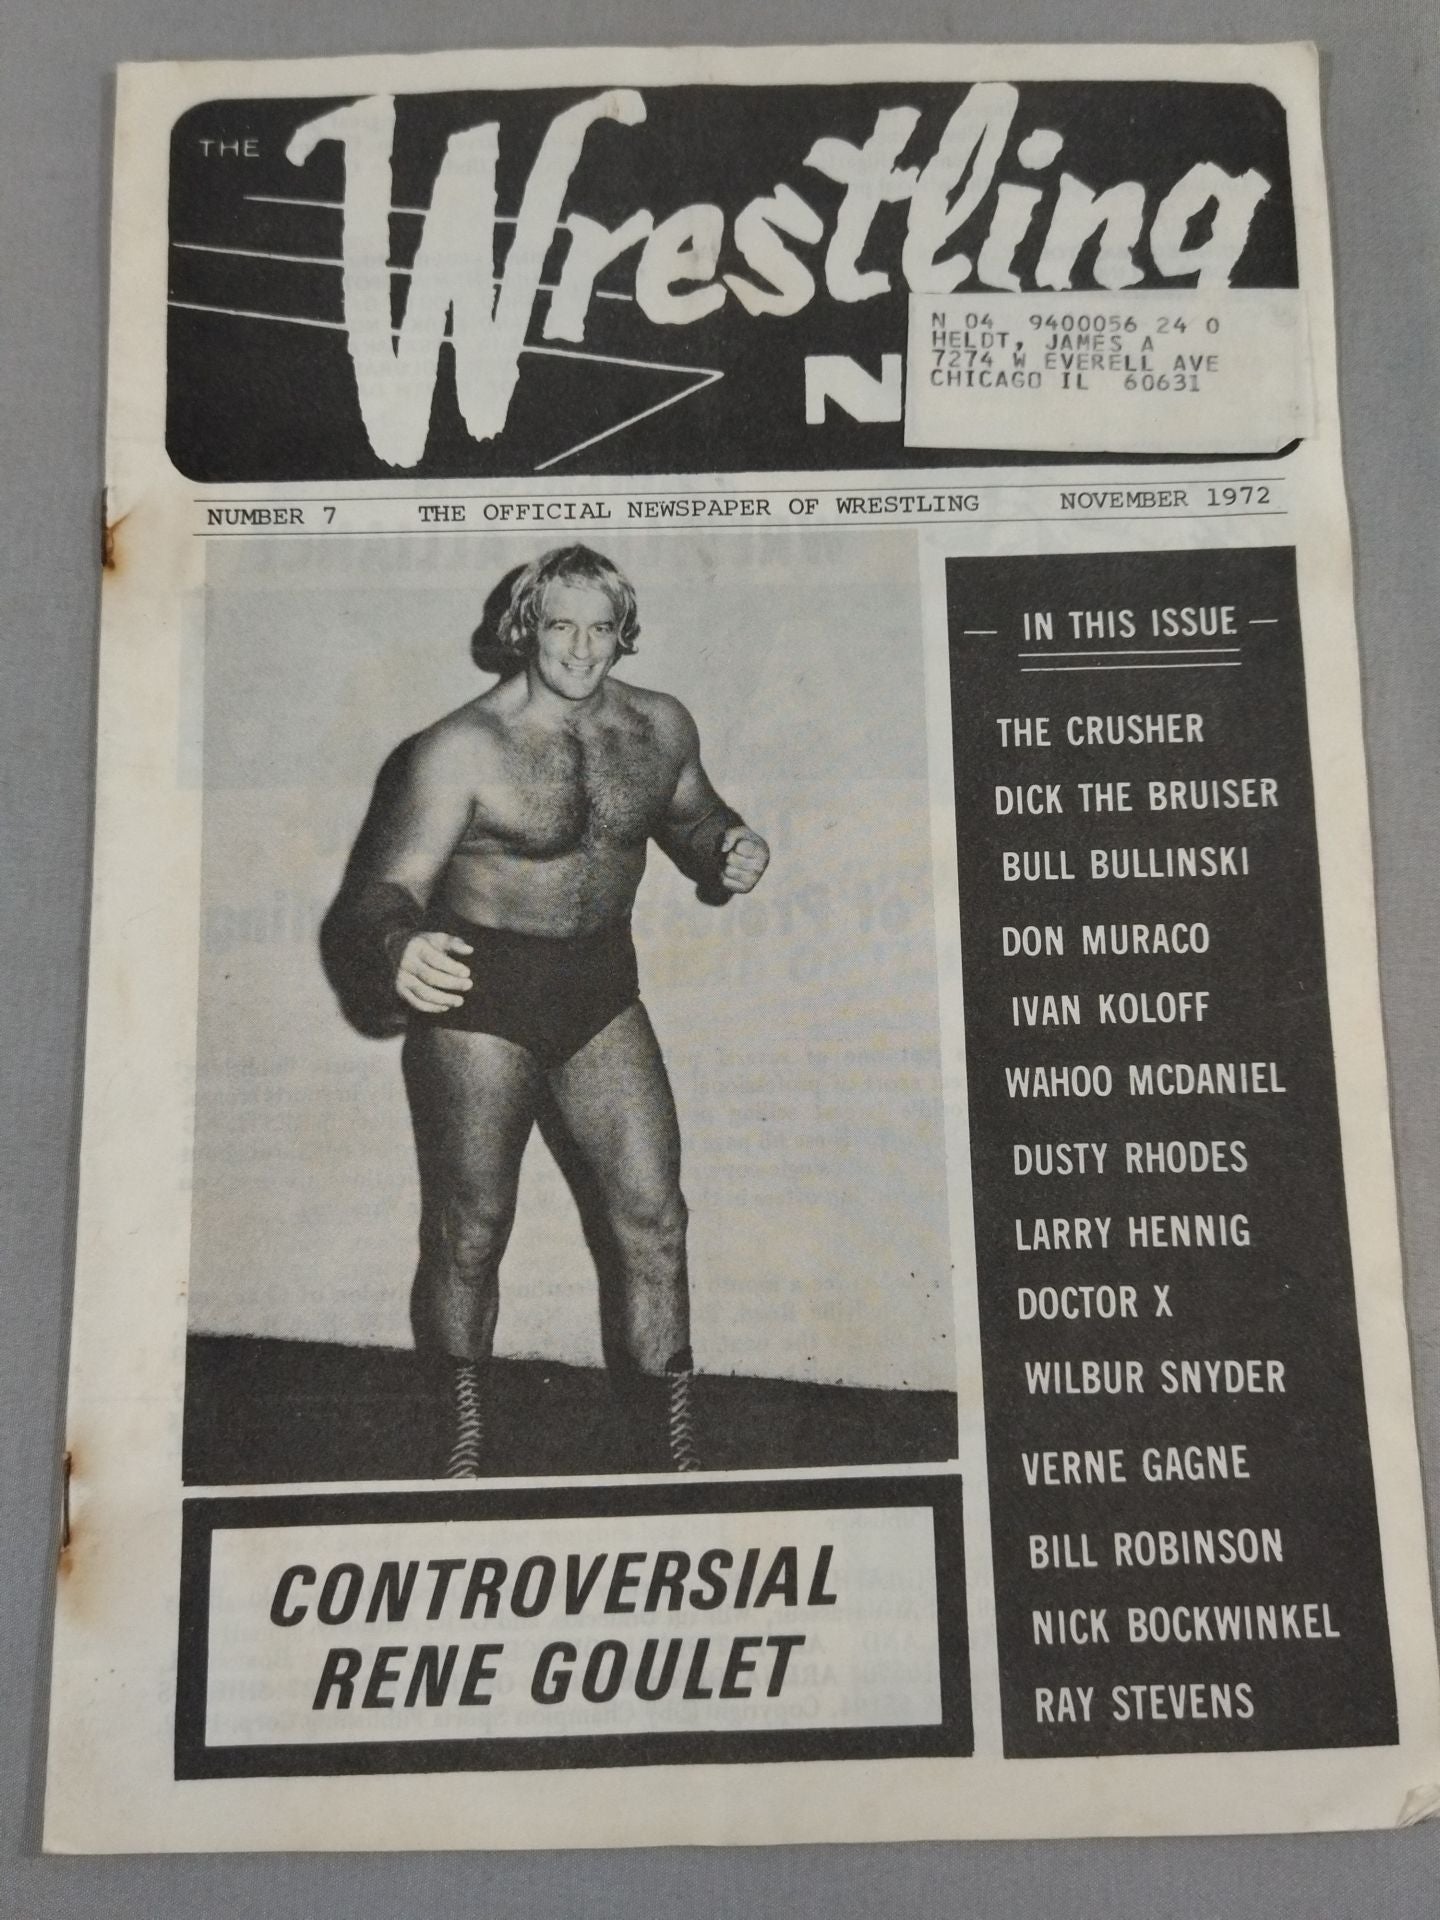 THE
Wrestling
N
N 04 9400056 24 0
HELDT, JAMES A
7274 W EVERELL AVE
CHICAGO IL 60631
NUMBER 7 THE OFFICIAL NEWSPAPER OF WRESTLING NOVEMBER 1972
— IN THIS ISSUE —
THE CRUSHER
DICK THE BRUISER
BULL BULLINSKI
DON MURACO
IVAN KOLOFF
WAHOO MCDANIEL
DUSTY RHODES
LARRY HENNIG
DOCTOR X
WILBUR SNYDER
VERNE GAGNE
BILL ROBINSON
NICK BOCKWINKEL
RAY STEVENS
CONTROVERSIAL
RENE GOULET